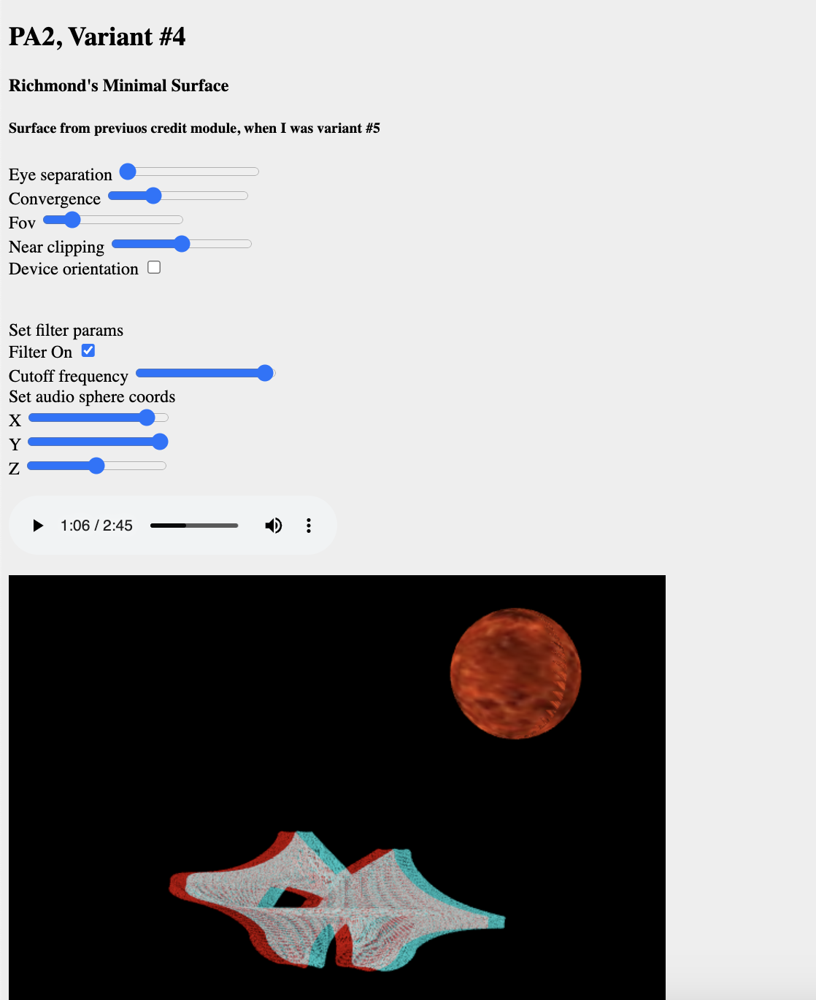 PA2, Variant #4
Richmond's Minimal Surface
Surface from previuos credit module, when I was variant #5
Eye separation
Convergence
Fov
Near clipping
Device orientation
Set filter params
Filter On
Cutoff frequency
Set audio sphere coords
X
Y
Z
1:06 / 2:45